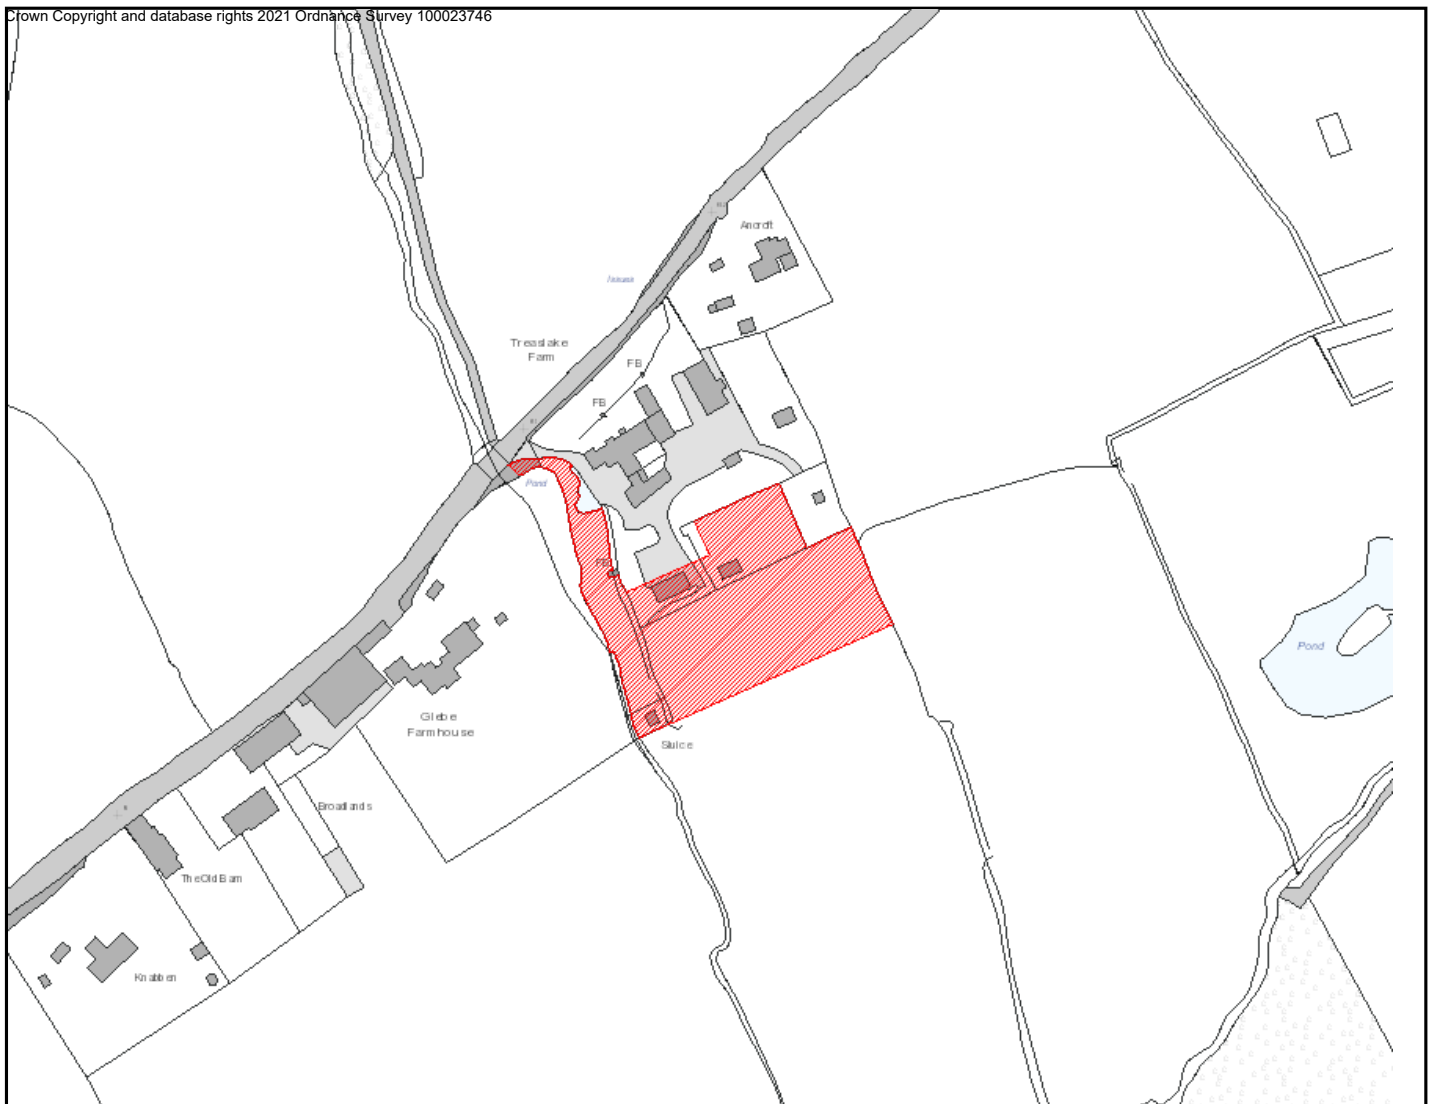 Crown Copyright and database rights 2021 Ordnance Survey 100023746
Ancroft
Issues
Treaslake
Farm
FB
FB
Pond
FB
Pond
Glebe
Farmhouse
Sluice
Broadlands
The Old Barn
Knabben